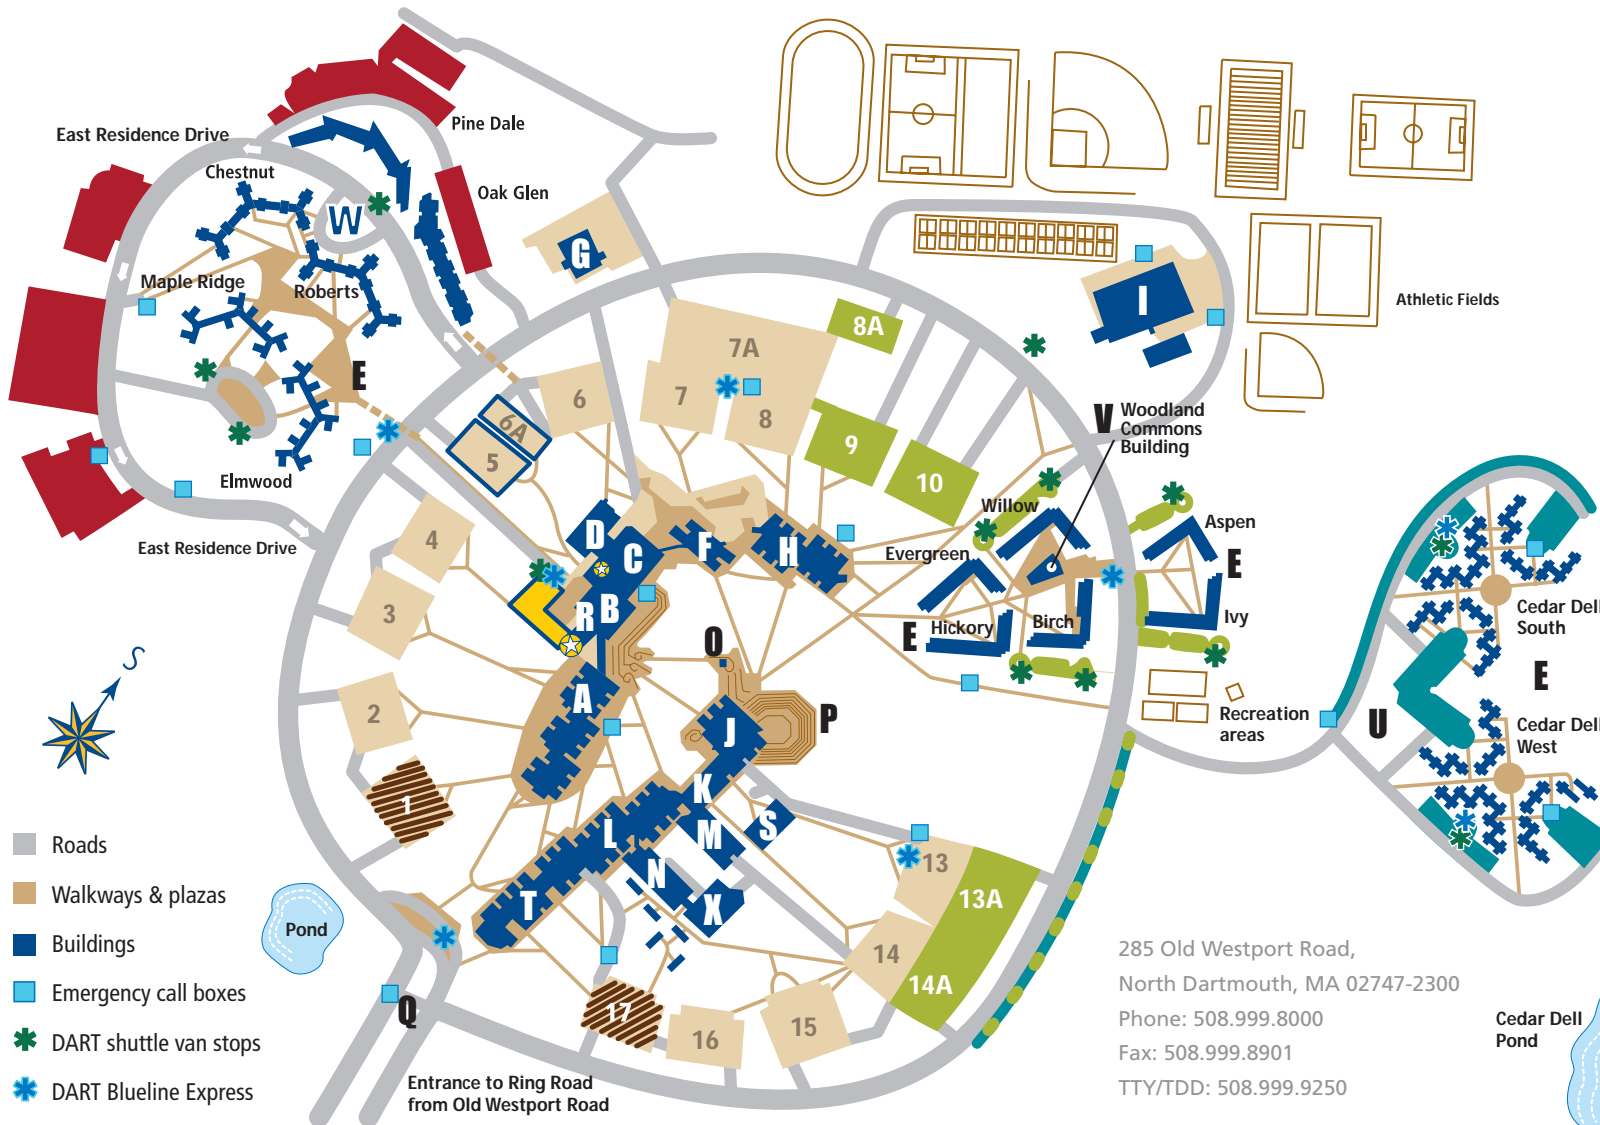 Pine Dale
East Residence Drive
Chestnut
Oak Glen
W
G
Maple Ridge
Roberts
I
Athletic Fields
8A
7A
E
7
8
6
6A
5
V
Woodland
Commons
Building
9
10
Elmwood
Willow
Aspen
East Residence Drive
4
D
C
F
H
Evergreen
E
3
R
B
Hickory
Birch
Ivy
E
Cedar Dell
South
O
E
S
A
2
J
P
Recreation
areas
U
Cedar Dell
West
1
K
L
M
S
N
T
X
13
13A
14
14A
Roads
Walkways & plazas
Buildings
Emergency call boxes
DART shuttle van stops
DART Blueline Express
Pond
Q
17
16
15
Entrance to Ring Road
from Old Westport Road
285 Old Westport Road,
North Dartmouth, MA 02747-2300
Phone: 508.999.8000
Fax: 508.999.8901
TTY/TDD: 508.999.9250
Cedar Dell
Pond